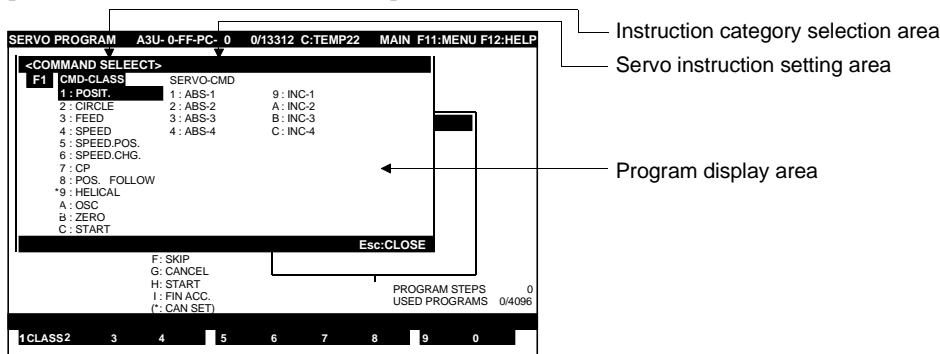 Instruction category selection area
SERVO PROGRAM A3U- 0-FF-PC- 0 0/13312 C:TEMP22 MAIN F11:MENU F12:HELP
Servo instruction setting area
<COMMAND SELEECT>
F1 CMD-CLASS SERVO-CMD
1 : POSIT. 1 : ABS-1 9 : INC-1
2 : CIRCLE 2 : ABS-2 A : INC-2
3 : FEED 3 : ABS-3 B : INC-3
4 : SPEED 4 : ABS-4 C : INC-4
5 : SPEED.POS.
6 : SPEED.CHG.
7 : CP
Program display area
8 : POS. FOLLOW
*9 : HELICAL
A : OSC
B : ZERO
C : START
Esc:CLOSE
F: SKIP
G: CANCEL
H: START
I : FIN ACC.
(*: CAN SET)
PROGRAM STEPS 0
USED PROGRAMS 0/4096
1 CLASS 2 3 4 5 6 7 8 9 0